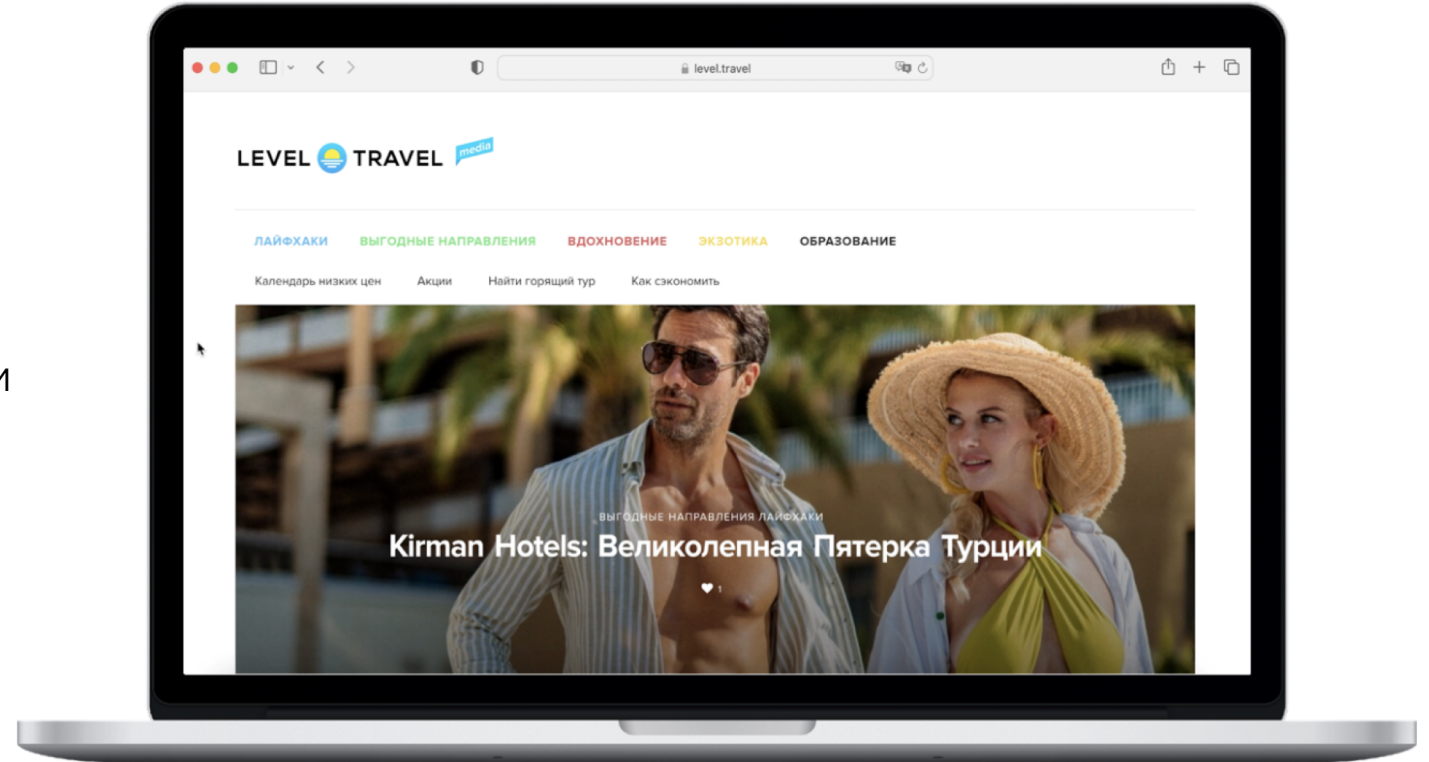 level.travel
LEVEL TRAVEL media
ЛАЙФХАКИ ВЫГОДНЫЕ НАПРАВЛЕНИЯ ВДОХНОВЕНИЕ ЭКЗОТИКА ОБРАЗОВАНИЕ
Календарь низких цен Акции Найти горящий тур Как сэкономить
и
ВЫГОДНЫЕ НАПРАВЛЕНИЯ ЛАЙФХАКИ
Kirman Hotels: Великолепная Пятерка Турции
1